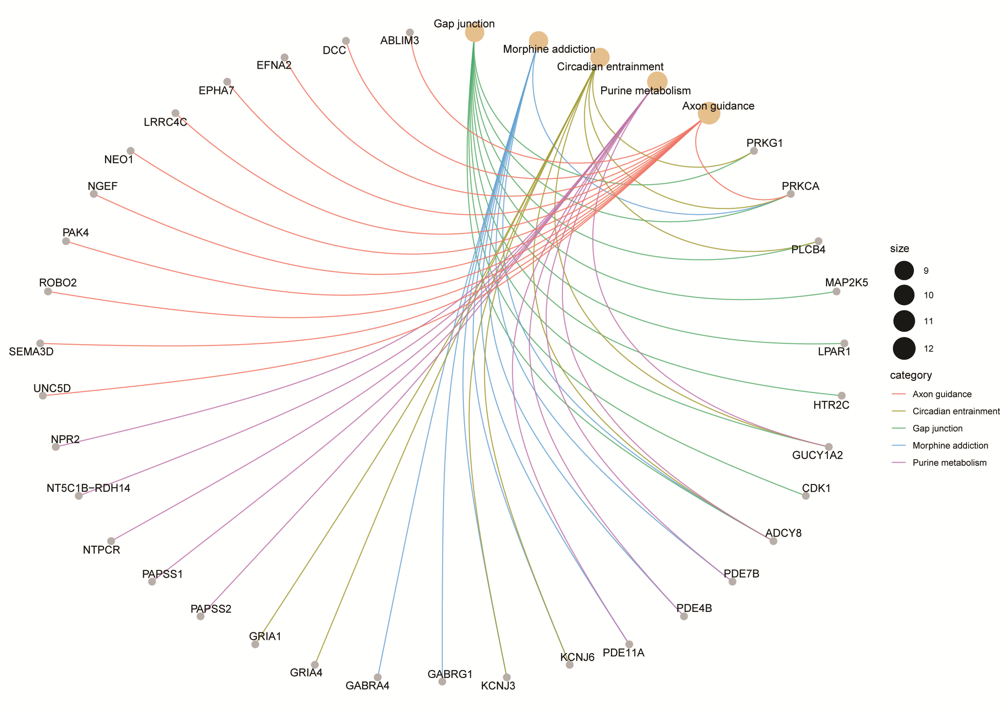 Gap junction
Morphine addiction
Circadian entrainment
Purine metabolism
Axon guidance
PRKG1
PRKCA
PLCB4
MAP2K5
LPAR1
HTR2C
GUCY1A2
CDK1
ADCY8
PDE7B
PDE4B
PDE11A
KCNJ6
KCNJ3
GABRG1
GABRA4
GRIA4
GRIA1
PAPSS2
PAPSS1
NTPCR
NT5C1B−RDH14
NPR2
UNC5D
SEMA3D
ROBO2
PAK4
NGEF
NEO1
LRRC4C
EPHA7
EFNA2
DCC
ABLIM3
size
9
10
11
12
category
Axon guidance
Circadian entrainment
Gap junction
Morphine addiction
Purine metabolism